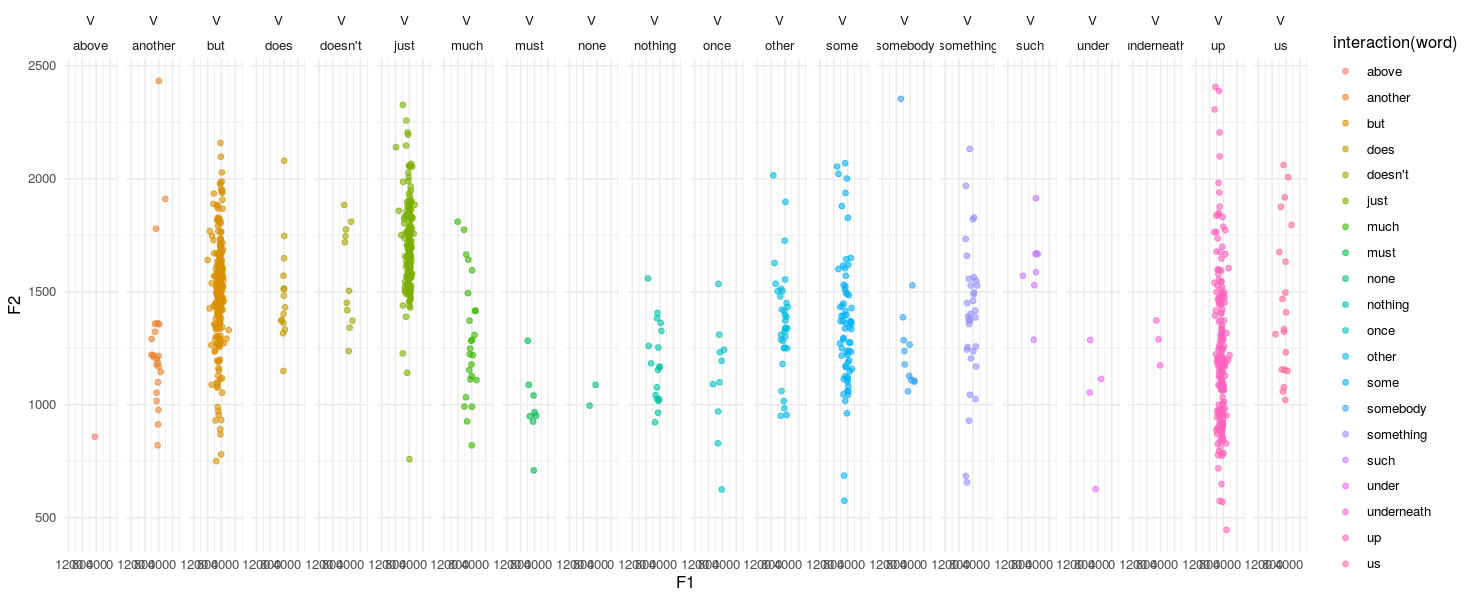 V V V V V V V V V V V V V V V V V V V V
above another but does doesn't just much must none nothing once other some somebody something such under underneath up us
2500
2000
1500
1000
500
F2
F1
interaction(word)
above
another
but
does
doesn't
just
much
must
none
nothing
once
other
some
somebody
something
such
under
underneath
up
us